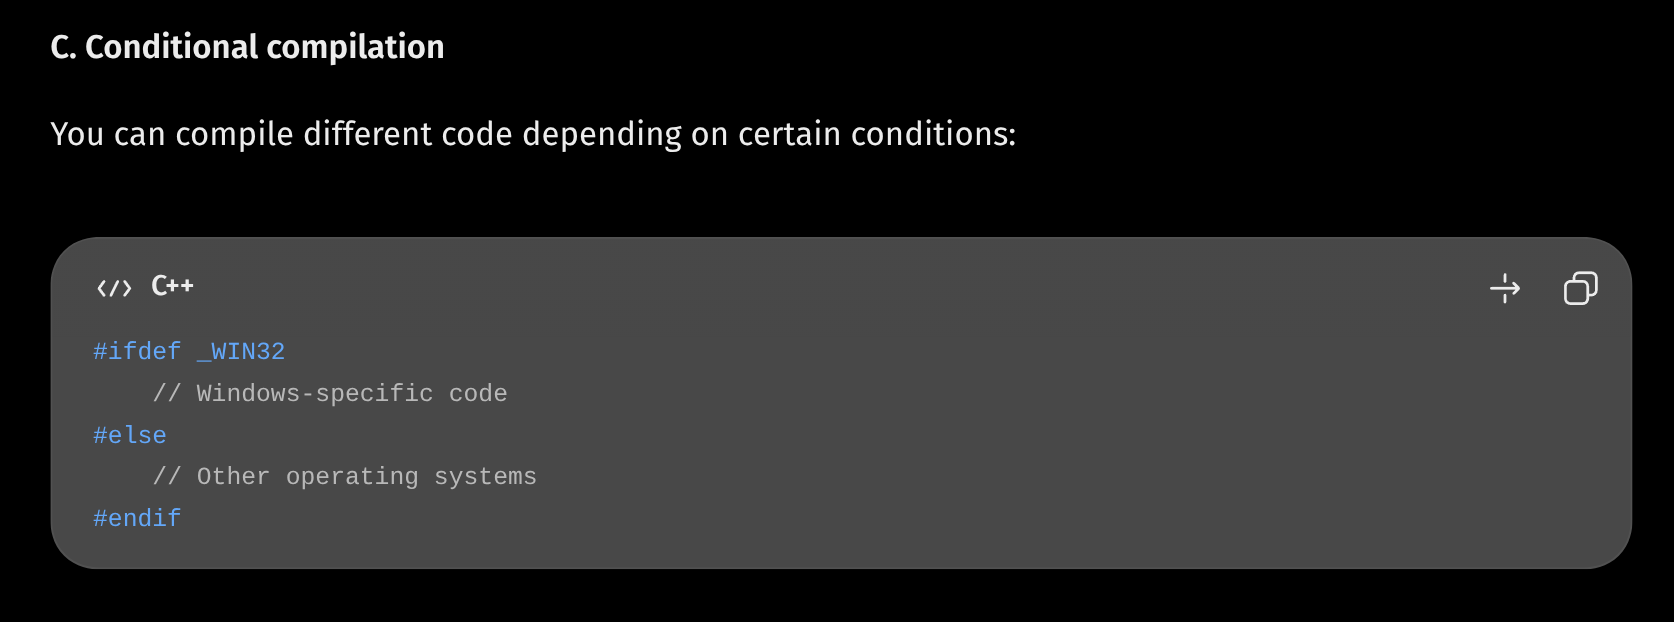 C. Conditional compilation
You can compile different code depending on certain conditions:
</> C++
#ifdef _WIN32
    // Windows-specific code
#else
    // Other operating systems
#endif